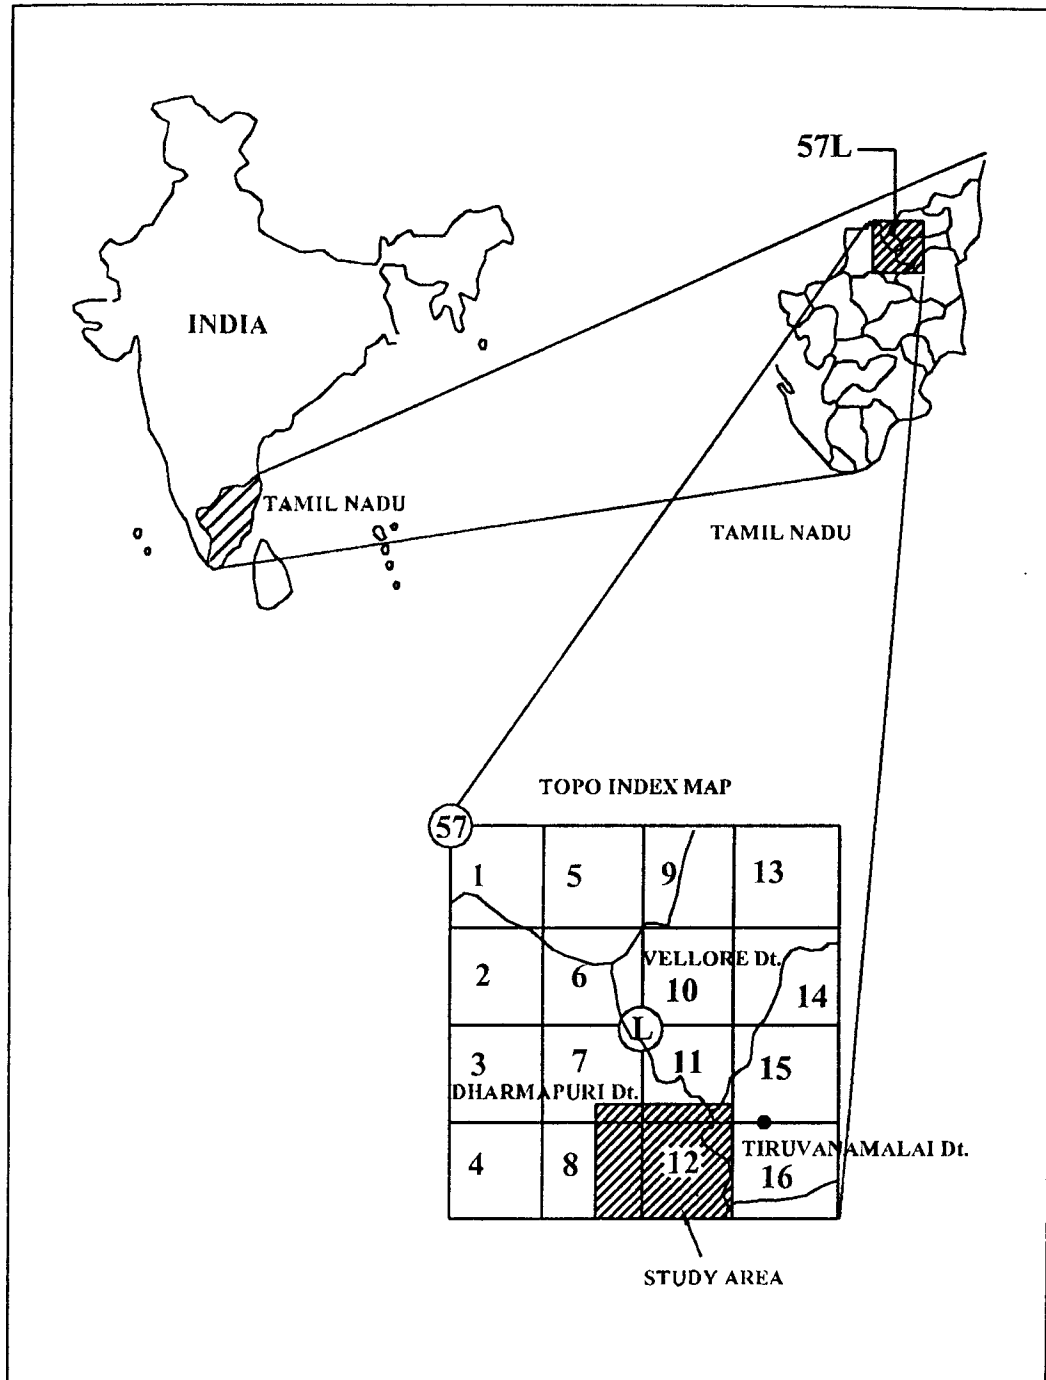 57L
INDIA
TAMIL NADU
TAMIL NADU
TOPO INDEX MAP
57
1 5 9 13
VELLORE Dt.
2 6 10 14
L
3 7 11 15
DHARMAPURI Dt.
TIRUVANAMALAI Dt.
4 8 12 16
STUDY AREA